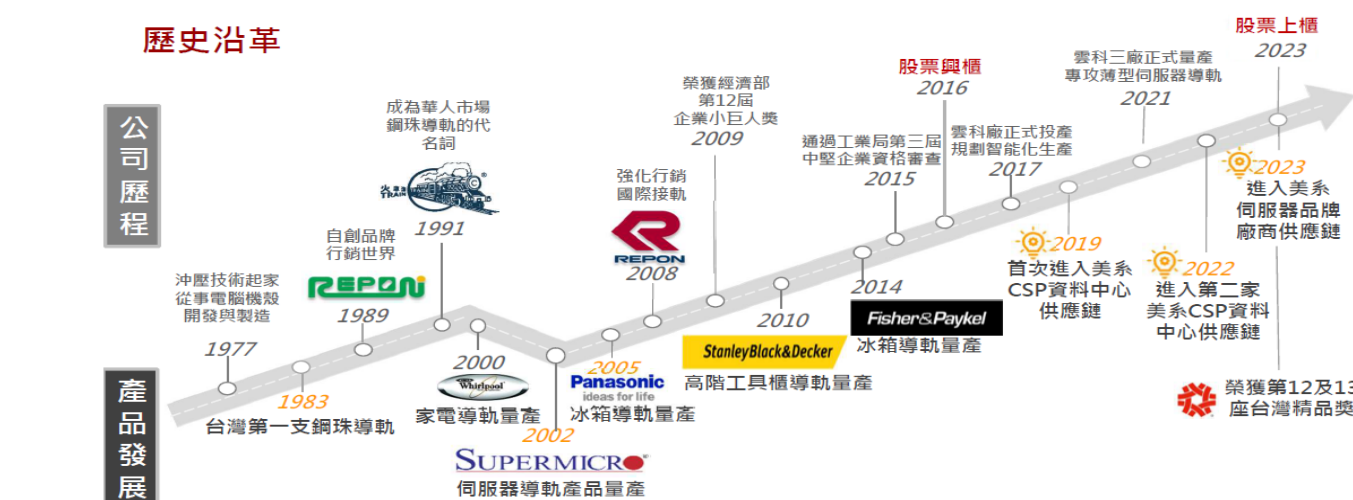 歷史沿革
公司歷程
沖壓技術起家
從事電腦機殼
開發與製造
1977
自創品牌
行銷世界
REPON
1989
成為華人市場
鋼珠導軌的代
名詞
火車牌
TRAIN
1991
強化行銷
國際接軌
REPON
2008
榮獲經濟部
第12屆
企業小巨人獎
2009
通過工業局第三屆
中堅企業資格審查
2015
股票興櫃
2016
雲科廠正式投產
規劃智能化生產
2017
雲科三廠正式量產
專攻薄型伺服器導軌
2021
股票上櫃
2023
產品發展
1983
台灣第一支鋼珠導軌
2000
Whirlpool
家電導軌量產
2002
SUPERMICRO
伺服器導軌產品量產
2005
Panasonic
ideas for life
冰箱導軌量產
2010
StanleyBlack&Decker
高階工具櫃導軌量產
2014
Fisher&Paykel
冰箱導軌量產
2019
首次進入美系
CSP資料中心
供應鏈
2022
進入第二家
美系CSP資料
中心供應鏈
2023
進入美系
伺服器品牌
廠商供應鏈
榮獲第12及13
座台灣精品獎